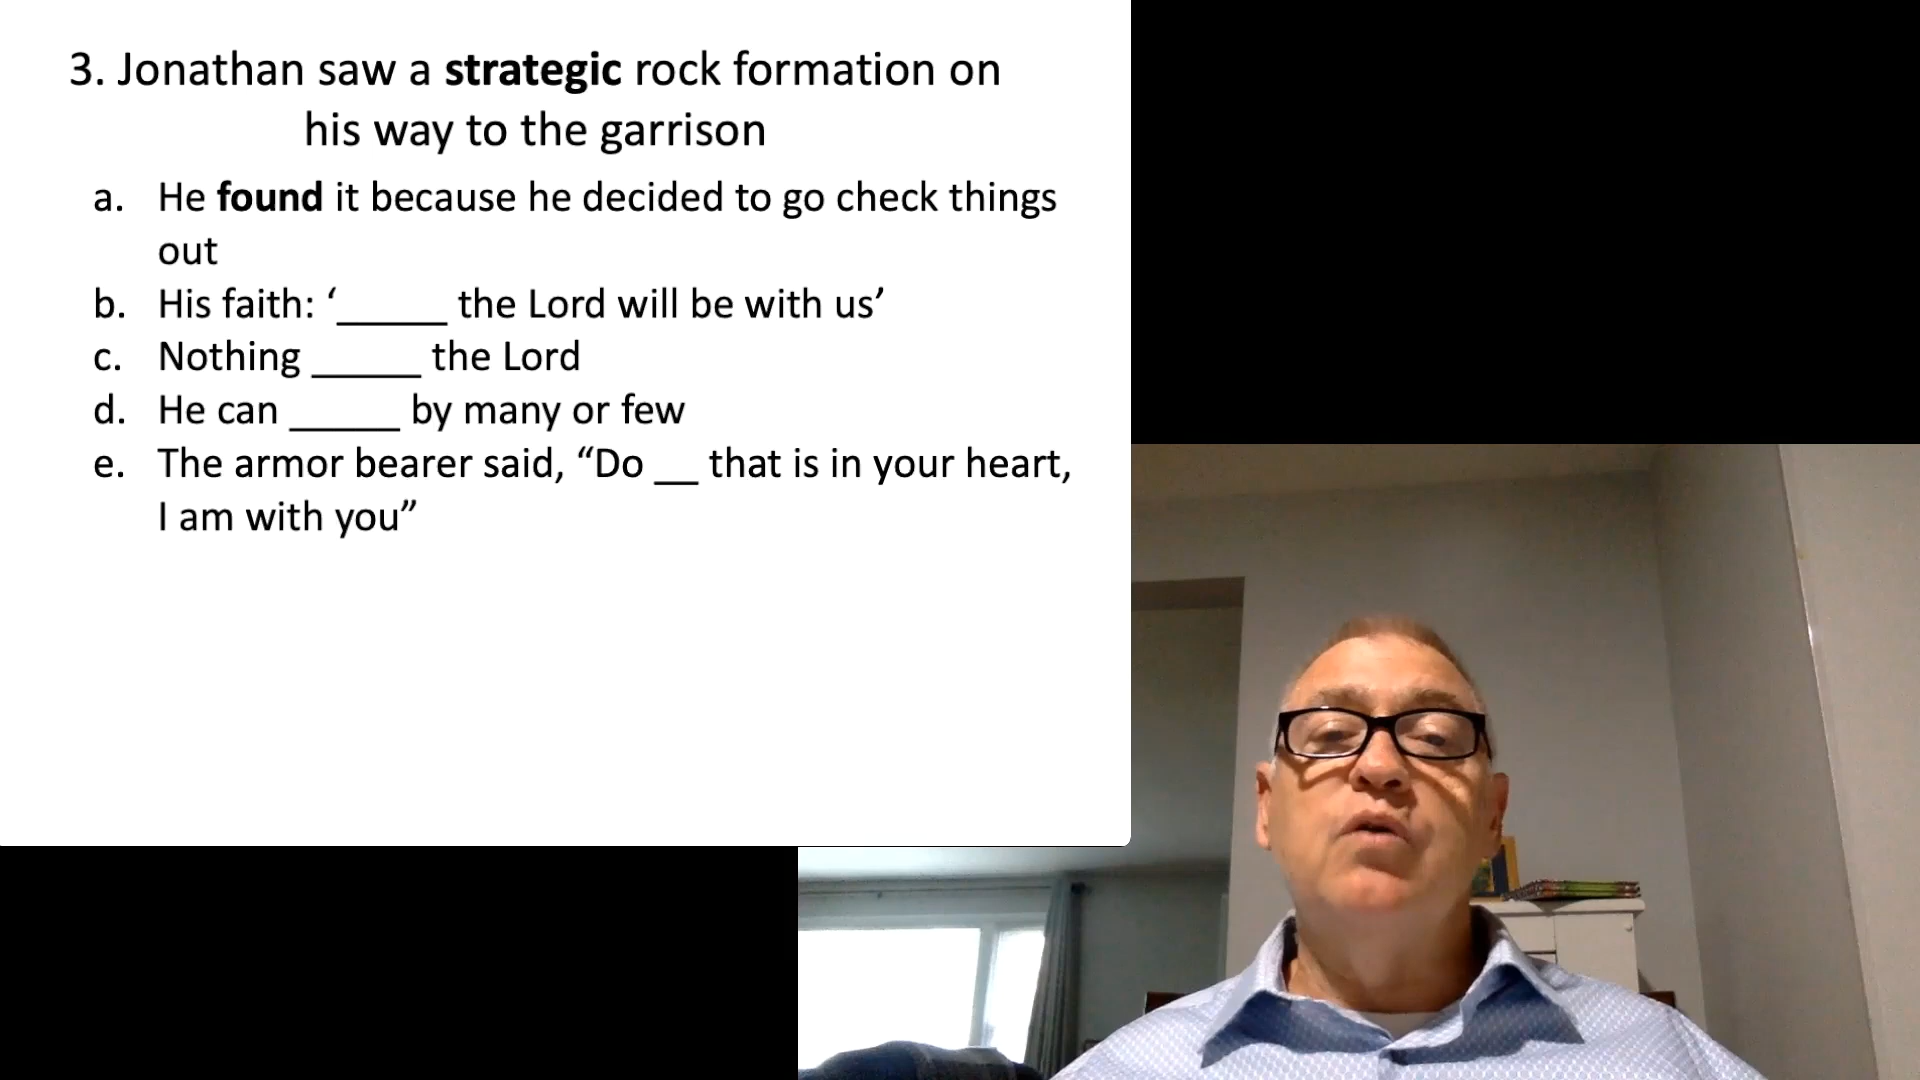 3. Jonathan saw a strategic rock formation on
his way to the garrison
a. He found it because he decided to go check things
out
b. His faith: ‘_____ the Lord will be with us’
c. Nothing _____ the Lord
d. He can _____ by many or few
e. The armor bearer said, “Do __ that is in your heart,
I am with you”